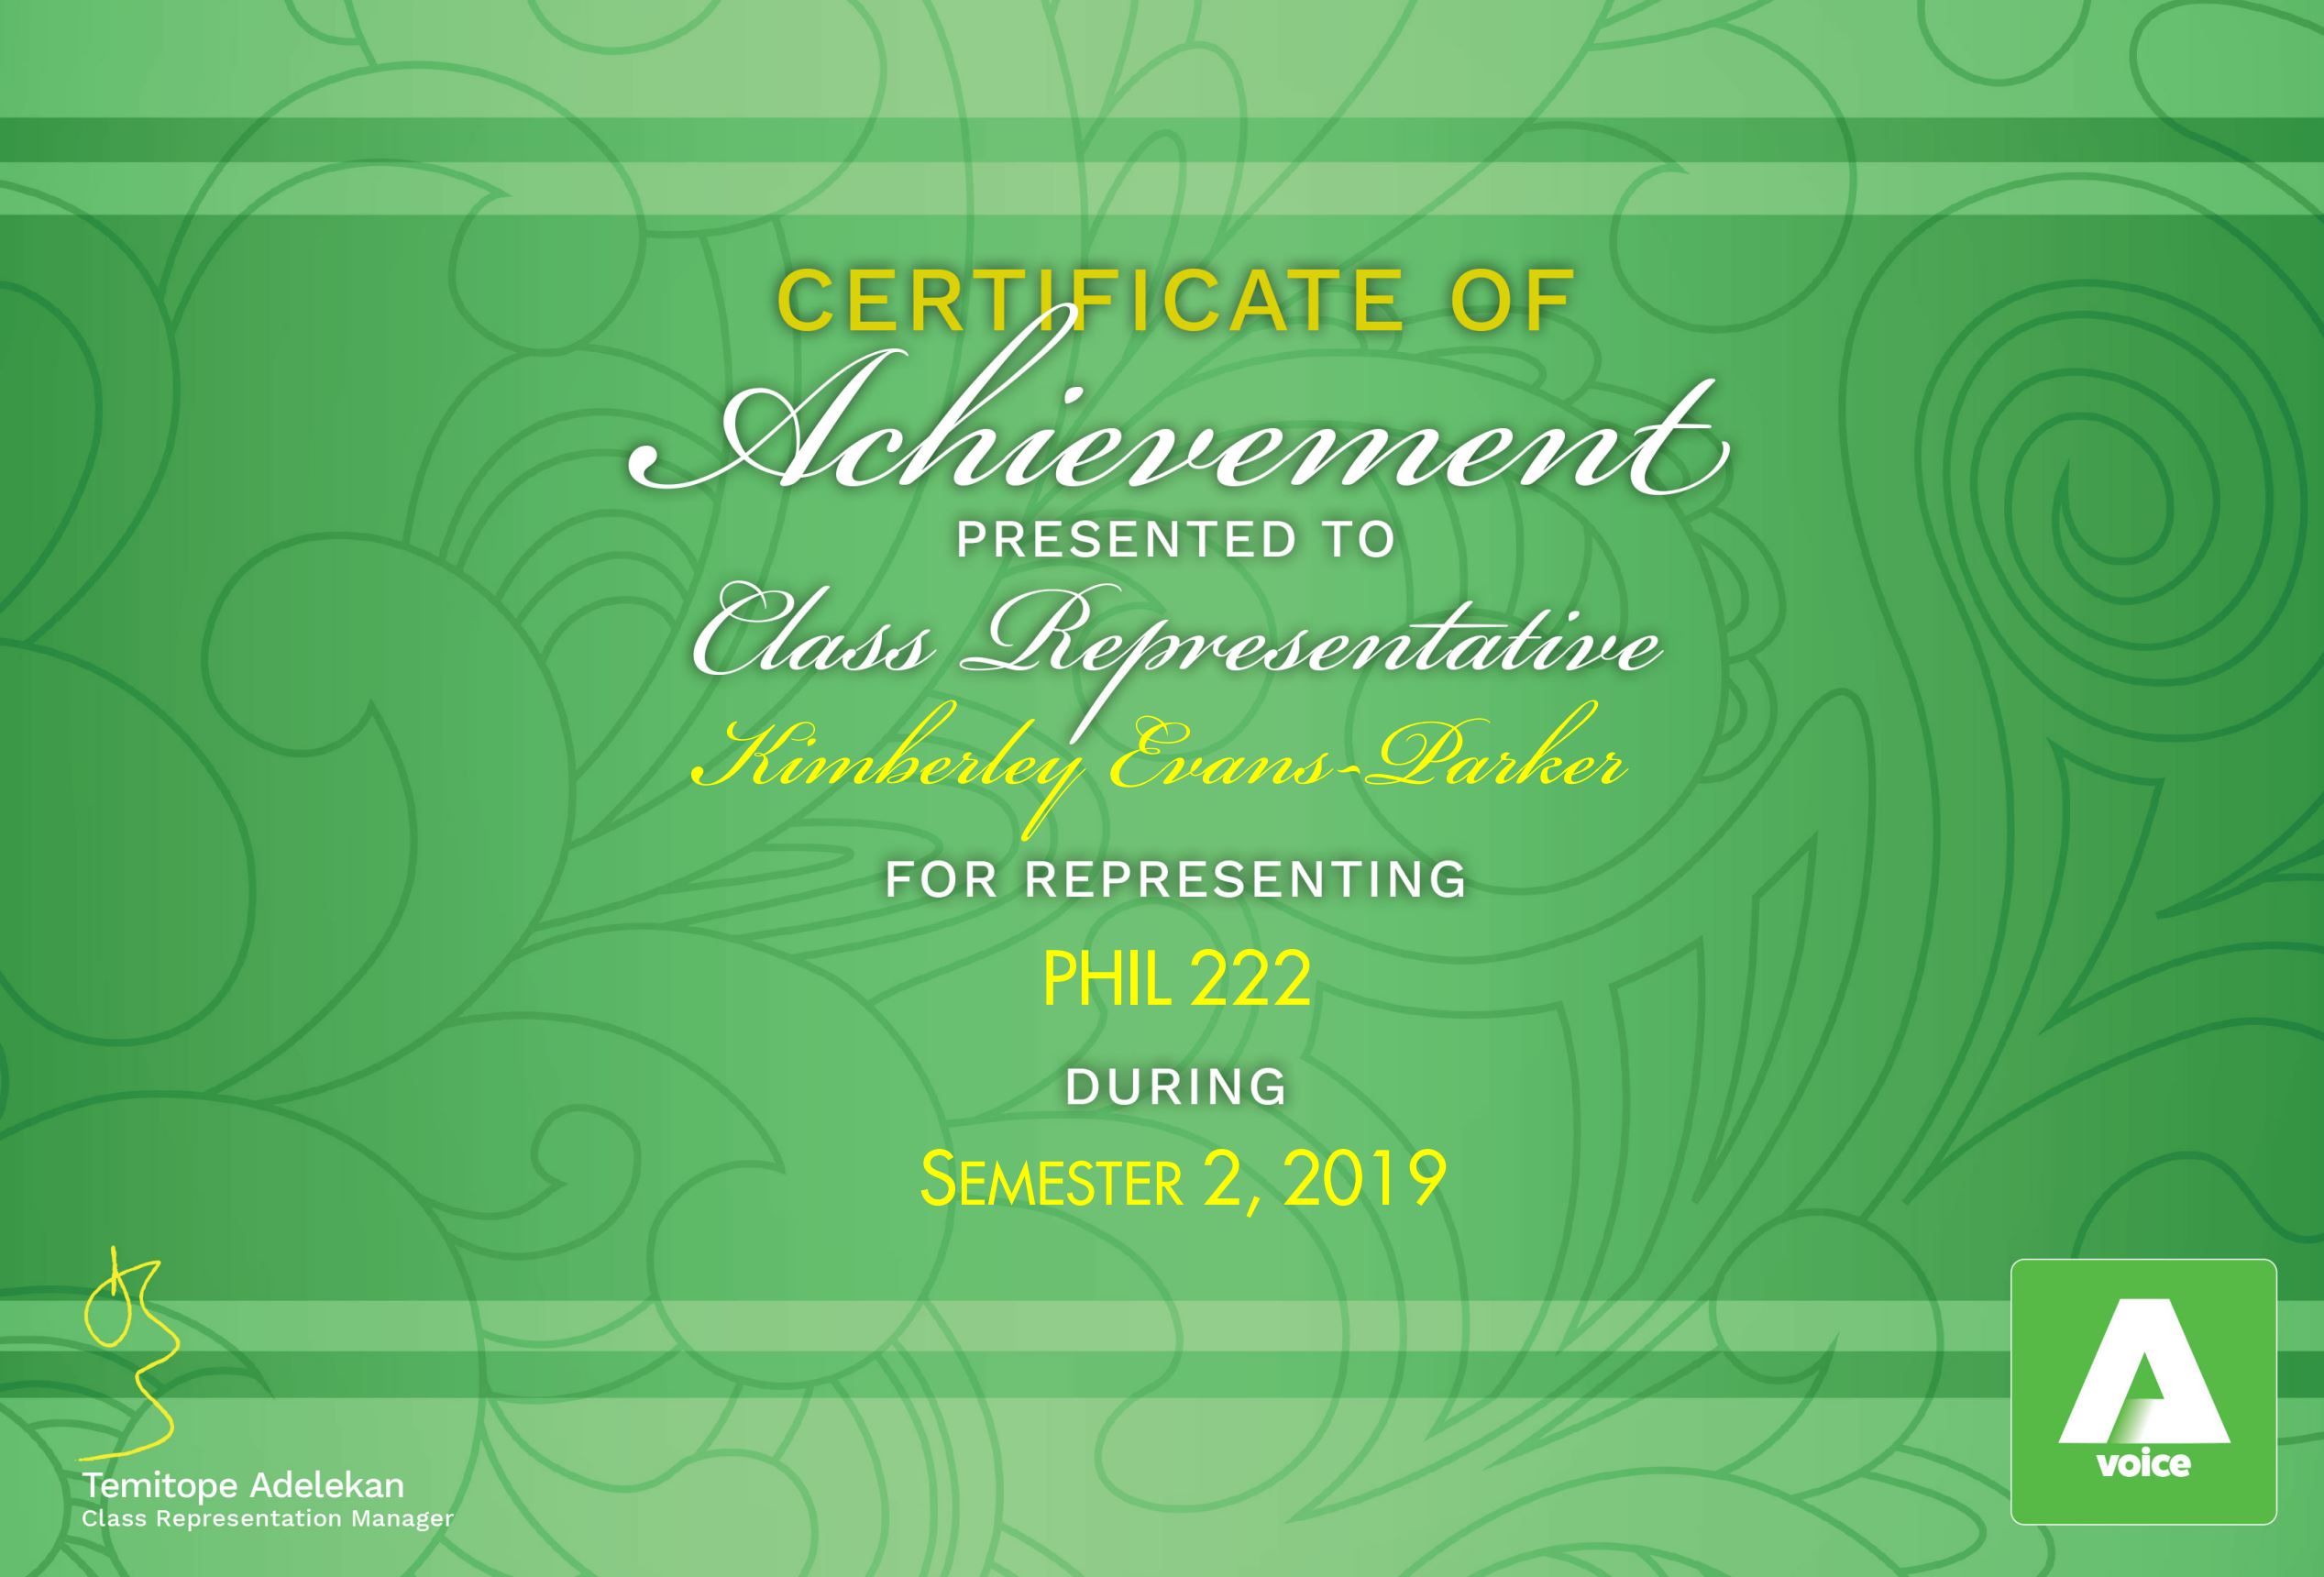 CERTIFICATE OF
Achievement
PRESENTED TO
Class Representative
Kimberley Evans-Parker
FOR REPRESENTING
PHIL 222
DURING
SEMESTER 2, 2019
Temitope Adelekan
Class Representation Manager
A
voice